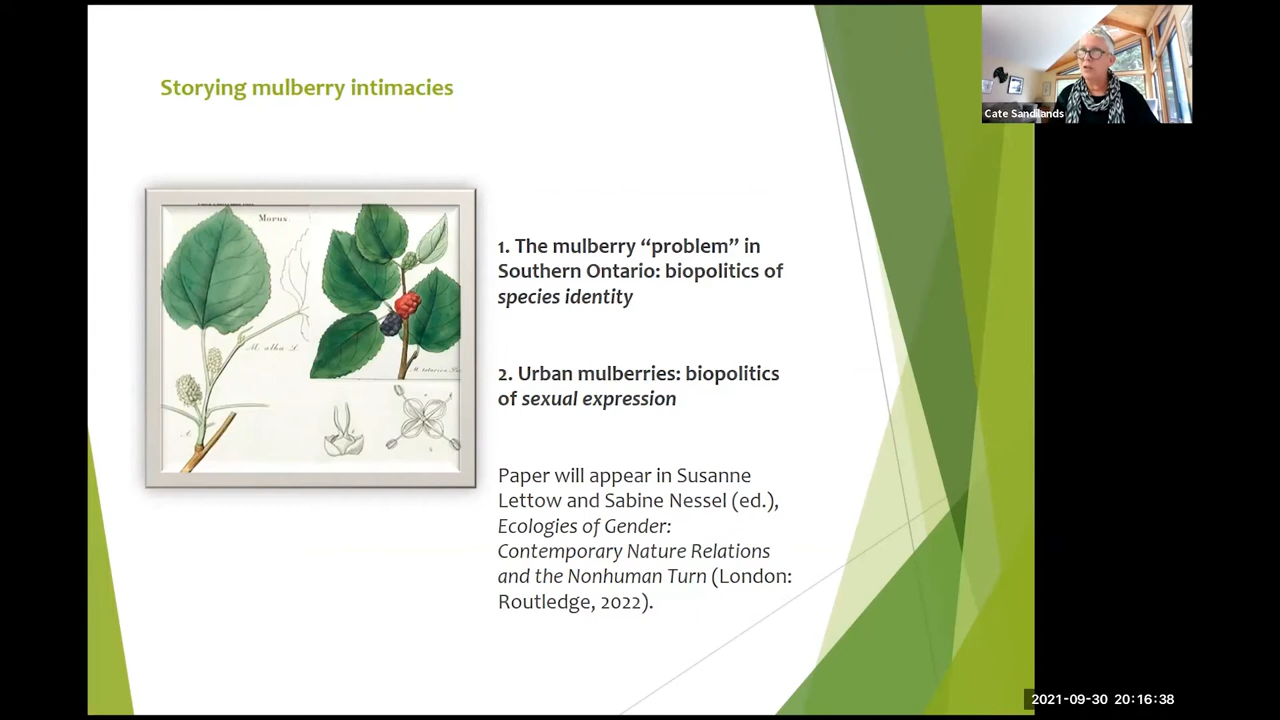 Storying mulberry intimacies
Cate Sandilands
Morus.
M. alba L.
1. The mulberry “problem” in
Southern Ontario: biopolitics of
species identity
2. Urban mulberries: biopolitics
of sexual expression
Paper will appear in Susanne
Lettow and Sabine Nessel (ed.),
Ecologies of Gender:
Contemporary Nature Relations
and the Nonhuman Turn (London:
Routledge, 2022).
2021-09-30 20:16:38